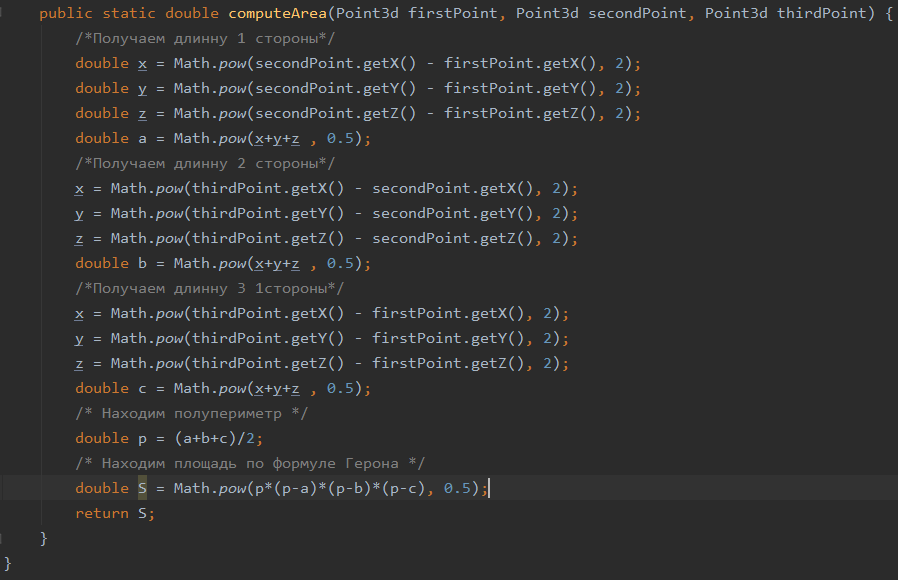 public static double computeArea(Point3d firstPoint, Point3d secondPoint, Point3d thirdPoint) {
/*Получаем длинну 1 стороны*/
double x = Math.pow(secondPoint.getX() - firstPoint.getX(), 2);
double y = Math.pow(secondPoint.getY() - firstPoint.getY(), 2);
double z = Math.pow(secondPoint.getZ() - firstPoint.getZ(), 2);
double a = Math.pow(x+y+z , 0.5);
/*Получаем длинну 2 стороны*/
x = Math.pow(thirdPoint.getX() - secondPoint.getX(), 2);
y = Math.pow(thirdPoint.getY() - secondPoint.getY(), 2);
z = Math.pow(thirdPoint.getZ() - secondPoint.getZ(), 2);
double b = Math.pow(x+y+z , 0.5);
/*Получаем длинну 3 1стороны*/
x = Math.pow(thirdPoint.getX() - firstPoint.getX(), 2);
y = Math.pow(thirdPoint.getY() - firstPoint.getY(), 2);
z = Math.pow(thirdPoint.getZ() - firstPoint.getZ(), 2);
double c = Math.pow(x+y+z , 0.5);
/* Находим полупериметр */
double p = (a+b+c)/2;
/* Находим площадь по формуле Герона */
double S = Math.pow(p*(p-a)*(p-b)*(p-c), 0.5);
return S;
}
}